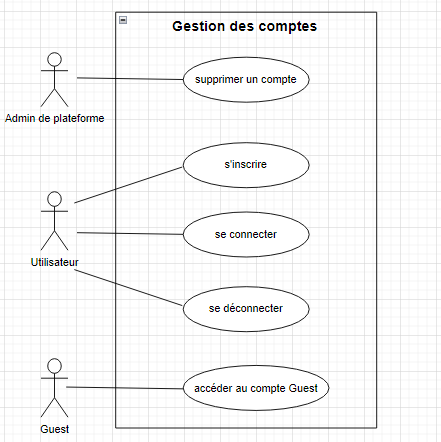 Gestion des comptes
supprimer un compte
Admin de plateforme
s'inscrire
se connecter
Utilisateur
se déconnecter
accéder au compte Guest
Guest